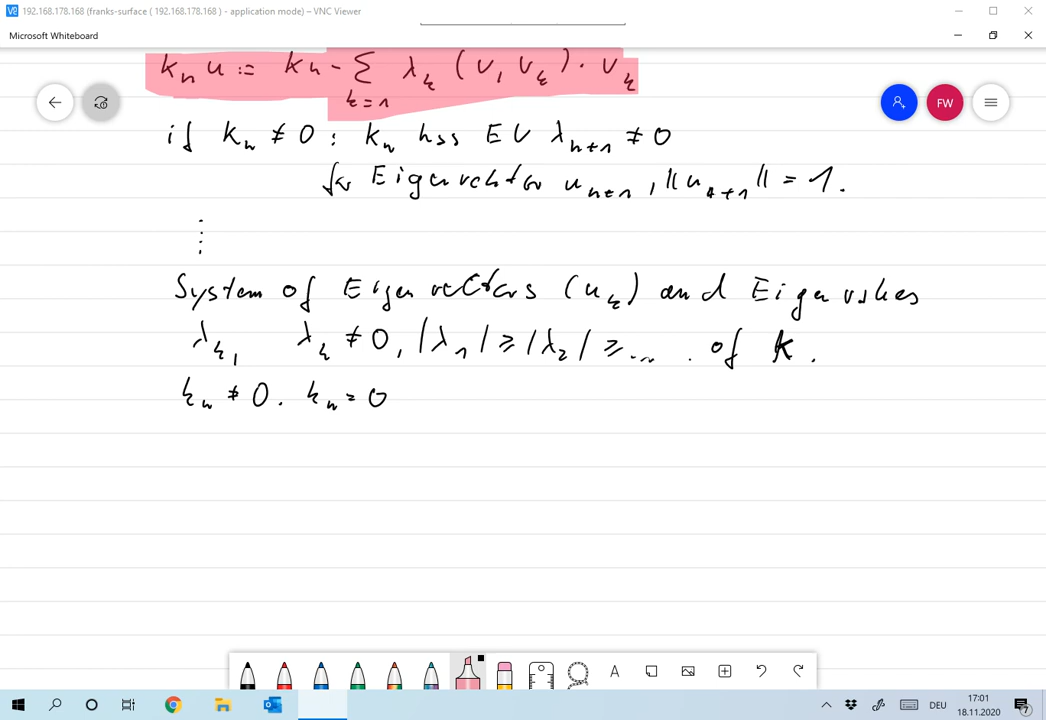 192.168.178.168 (franks-surface ( 192.168.178.168 ) - application mode) – VNC Viewer
Microsoft Whiteboard
K_n u := Ku - Σ_{k=1} λ_k (u, u_k) · u_k
FW
if K_n ≠ 0 : K_n has EV λ_{n+1} ≠ 0
for Eigenvektor u_{n+1}, ||u_{n+1}|| = 1.
⋮
System of Eigenvectors (u_k) and Eigenvalues
λ_k, λ_k ≠ 0, |λ_1| ≥ |λ_2| ≥ ... of K.
K_n ≠ 0. K_n = 0
A
DEU
17:01
18.11.2020
7